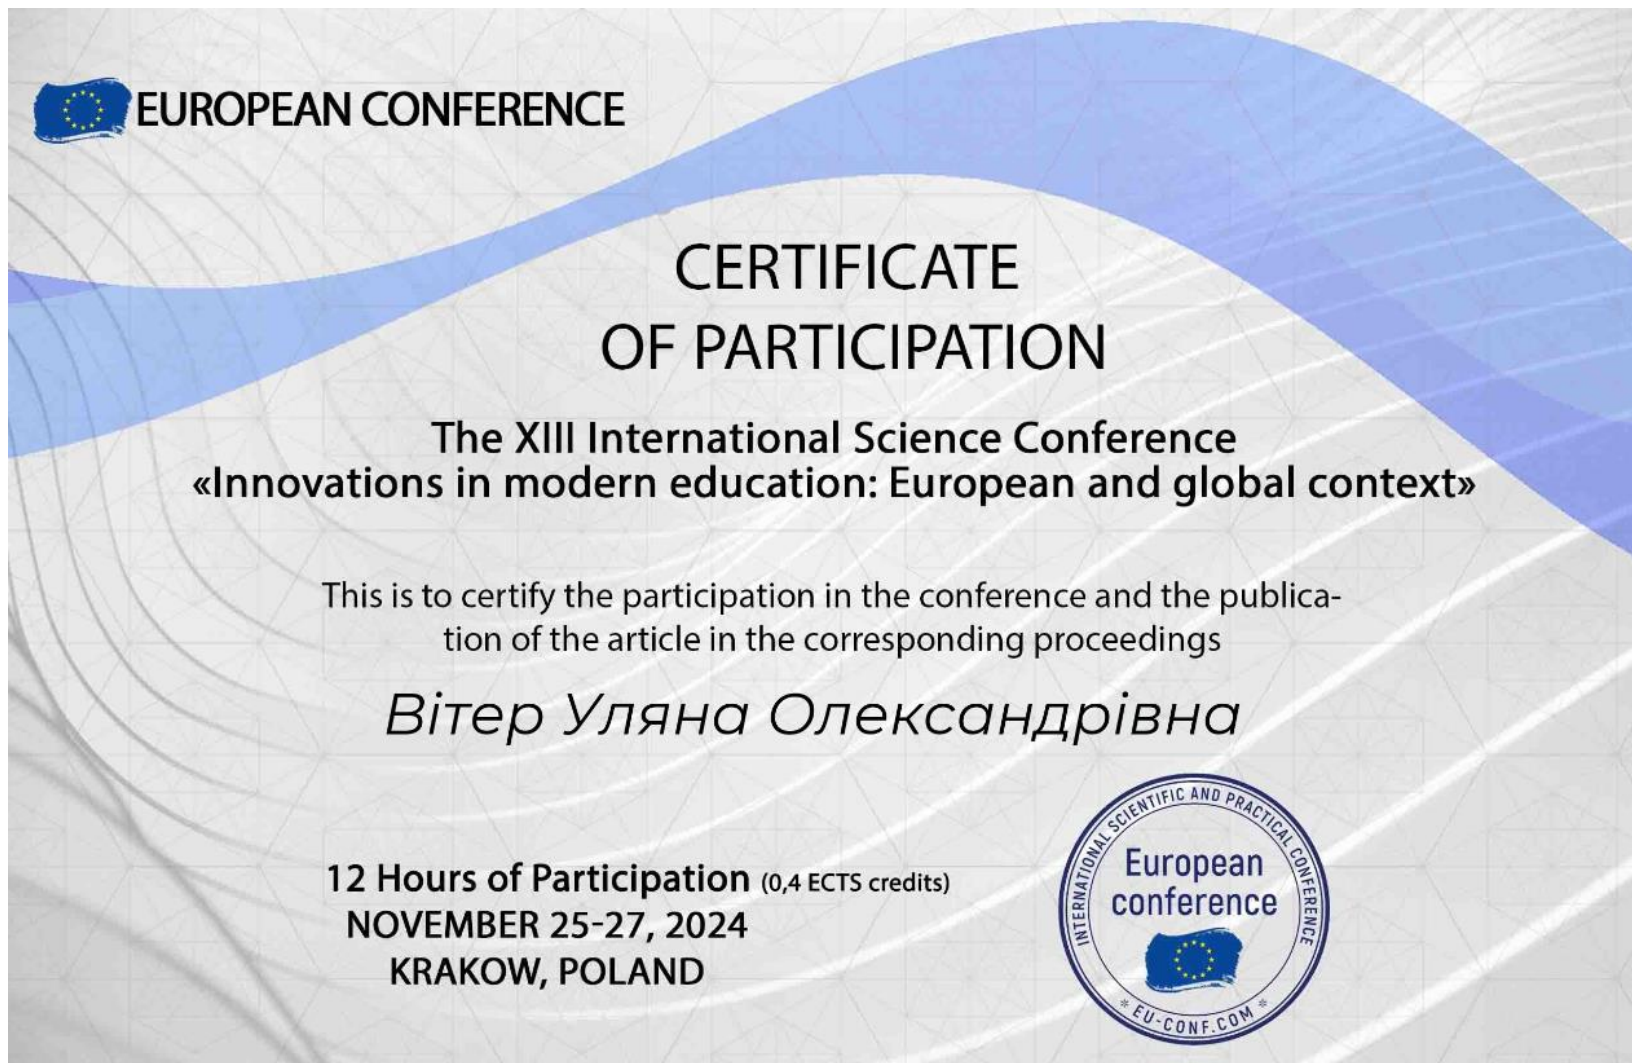 EUROPEAN CONFERENCE
CERTIFICATE
OF PARTICIPATION
The XIII International Science Conference
«Innovations in modern education: European and global context»
This is to certify the participation in the conference and the publica-
tion of the article in the corresponding proceedings
Вітер Уляна Олександрівна
12 Hours of Participation (0,4 ECTS credits)
NOVEMBER 25-27, 2024
KRAKOW, POLAND
INTERNATIONAL SCIENTIFIC AND PRACTICAL CONFERENCE
European
conference
* EU-CONF.COM *